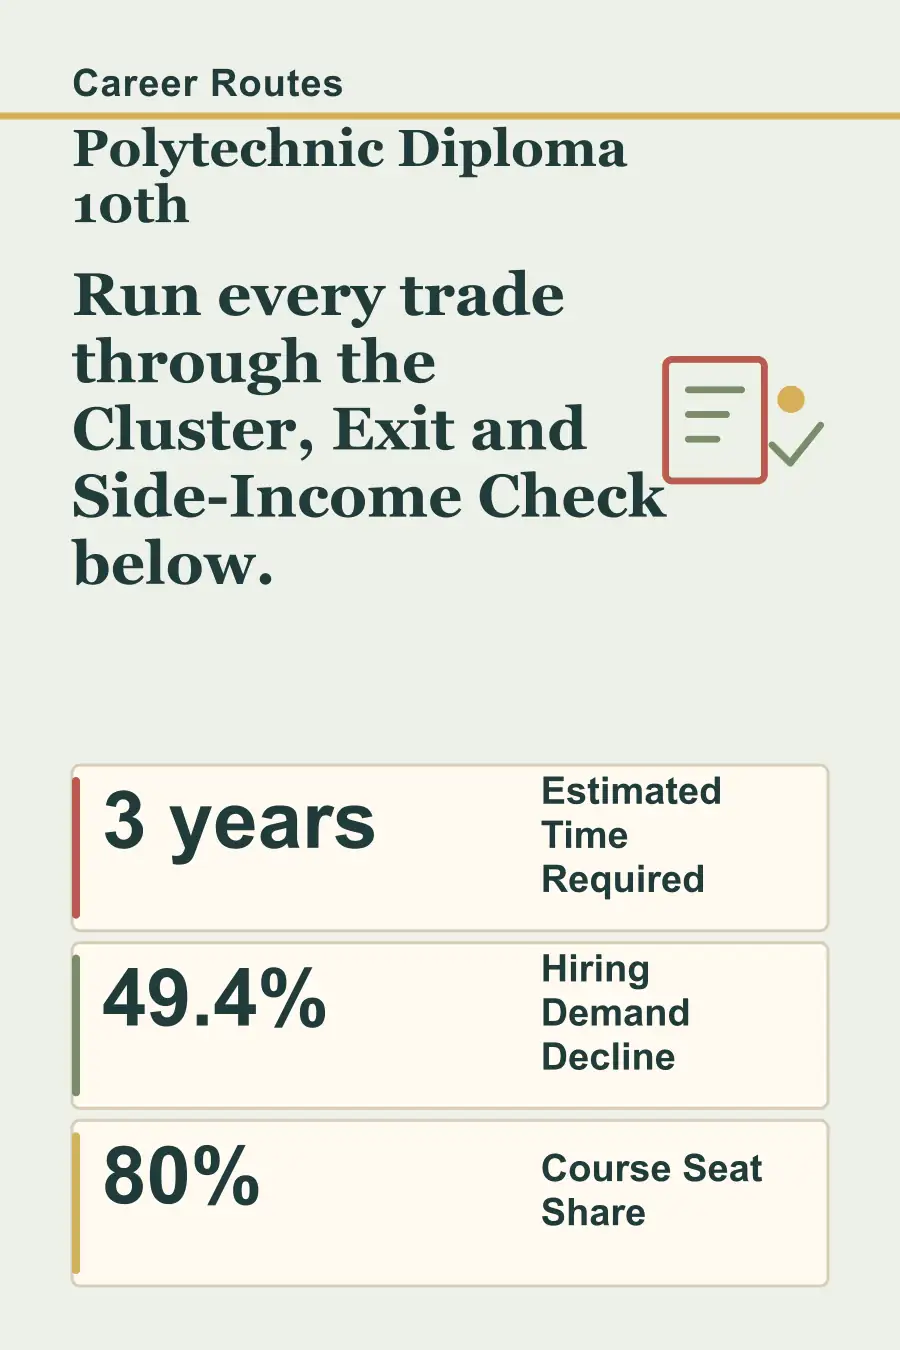 Career Routes
Polytechnic Diploma
10th
Run every trade
through the
Cluster, Exit and
Side-Income Check
below.
3 years
Estimated
Time
Required
49.4%
Hiring
Demand
Decline
80%
Course Seat
Share